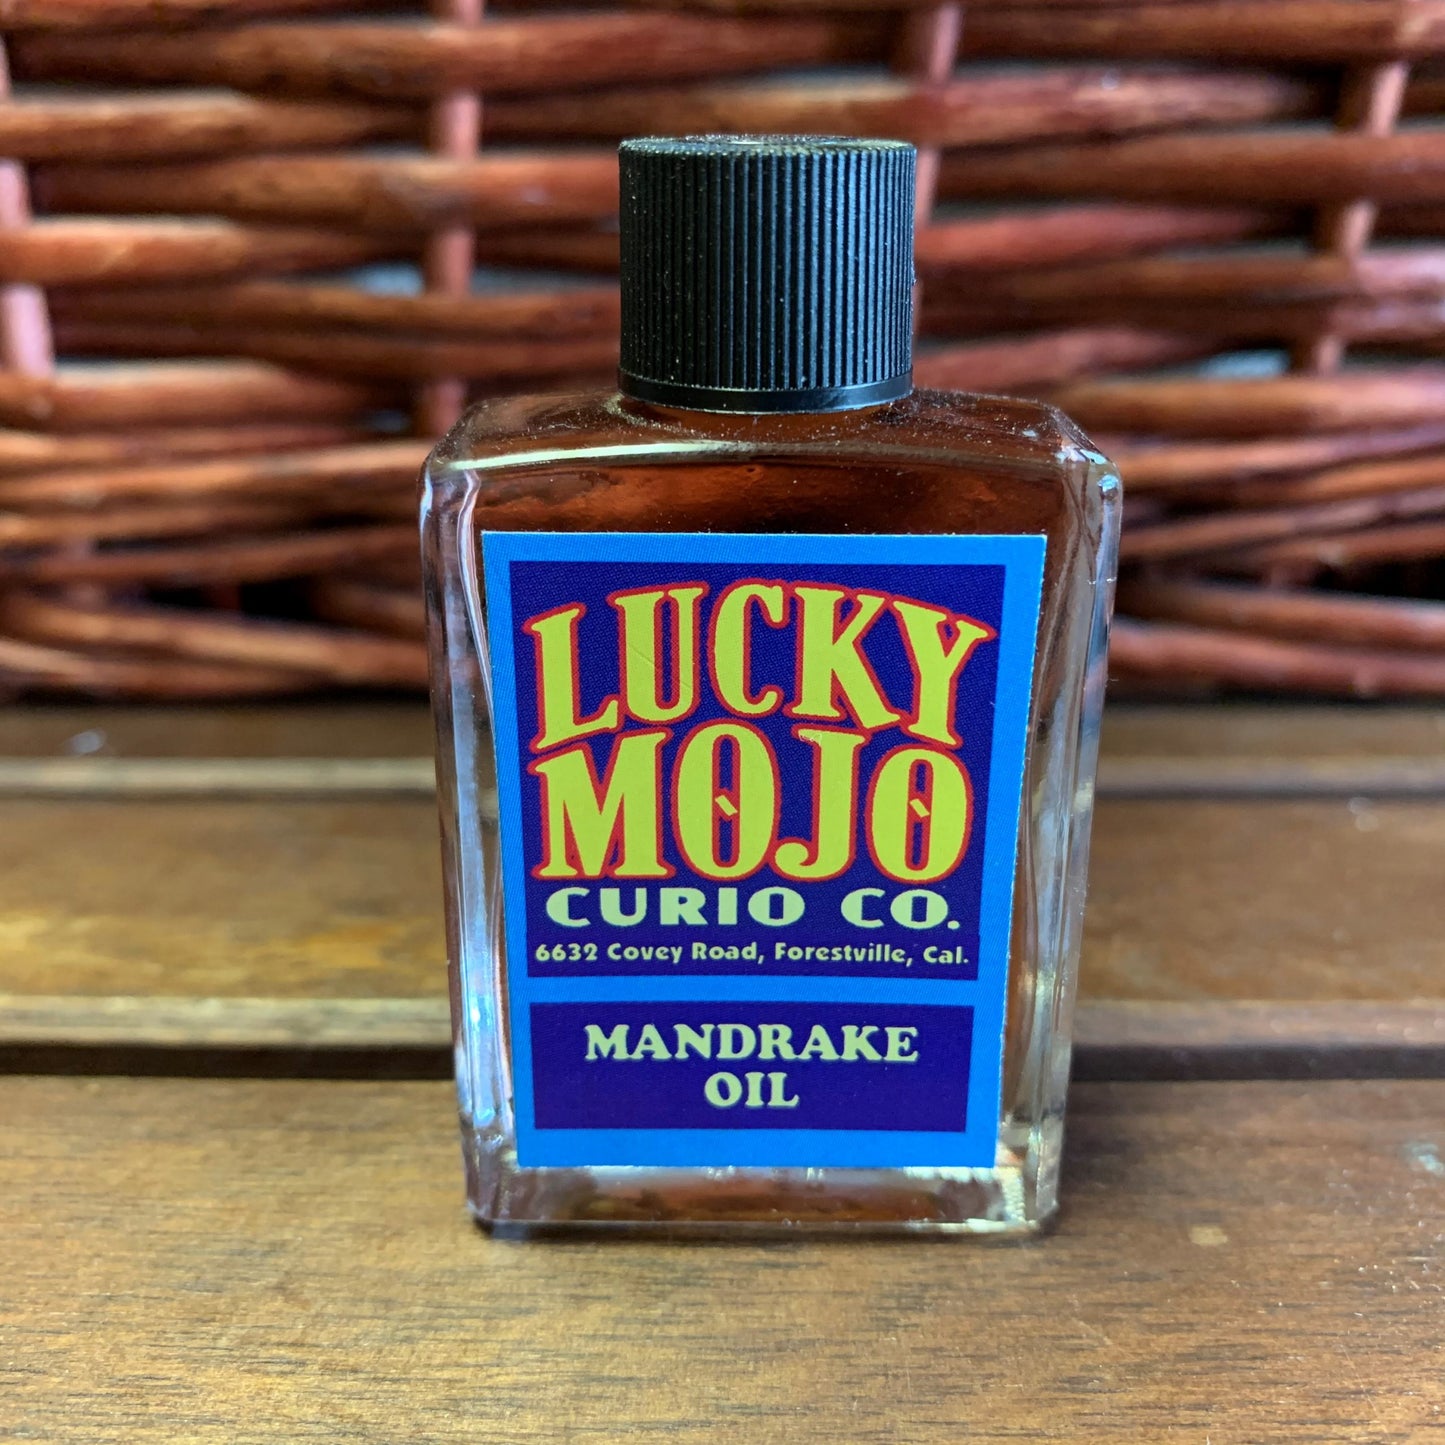 LUCKY
MOJO
CURIO CO.
6632 Covey Road, Forestville, Cal.
MANDRAKE
OIL